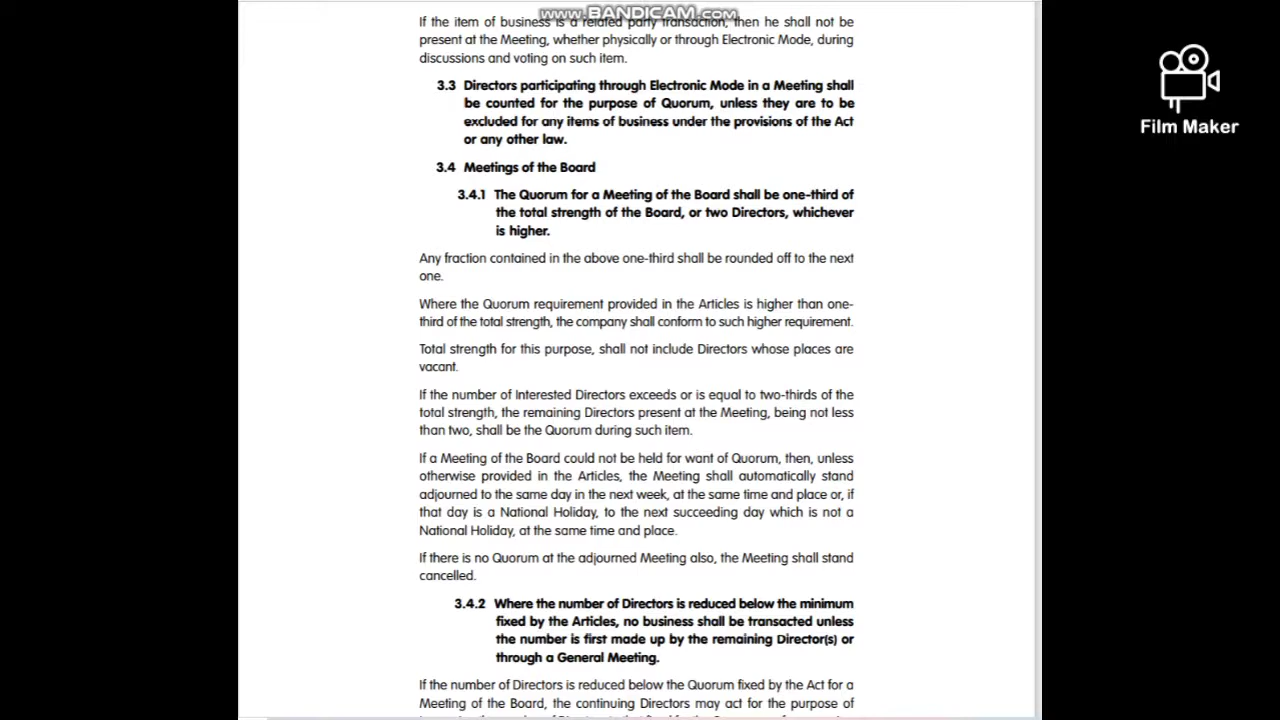 www.BANDICAM.com
If the item of business is a related party transaction, then he shall not be
present at the Meeting, whether physically or through Electronic Mode, during
discussions and voting on such item.
3.3 Directors participating through Electronic Mode in a Meeting shall
be counted for the purpose of Quorum, unless they are to be
excluded for any items of business under the provisions of the Act
or any other law.
3.4 Meetings of the Board
3.4.1 The Quorum for a Meeting of the Board shall be one-third of
the total strength of the Board, or two Directors, whichever
is higher.
Any fraction contained in the above one-third shall be rounded off to the next
one.
Where the Quorum requirement provided in the Articles is higher than one-
third of the total strength, the company shall conform to such higher requirement.
Total strength for this purpose, shall not include Directors whose places are
vacant.
If the number of Interested Directors exceeds or is equal to two-thirds of the
total strength, the remaining Directors present at the Meeting, being not less
than two, shall be the Quorum during such item.
If a Meeting of the Board could not be held for want of Quorum, then, unless
otherwise provided in the Articles, the Meeting shall automatically stand
adjourned to the same day in the next week, at the same time and place or, if
that day is a National Holiday, to the next succeeding day which is not a
National Holiday, at the same time and place.
If there is no Quorum at the adjourned Meeting also, the Meeting shall stand
cancelled.
3.4.2 Where the number of Directors is reduced below the minimum
fixed by the Articles, no business shall be transacted unless
the number is first made up by the remaining Director(s) or
through a General Meeting.
If the number of Directors is reduced below the Quorum fixed by the Act for a
Meeting of the Board, the continuing Directors may act for the purpose of
Film Maker